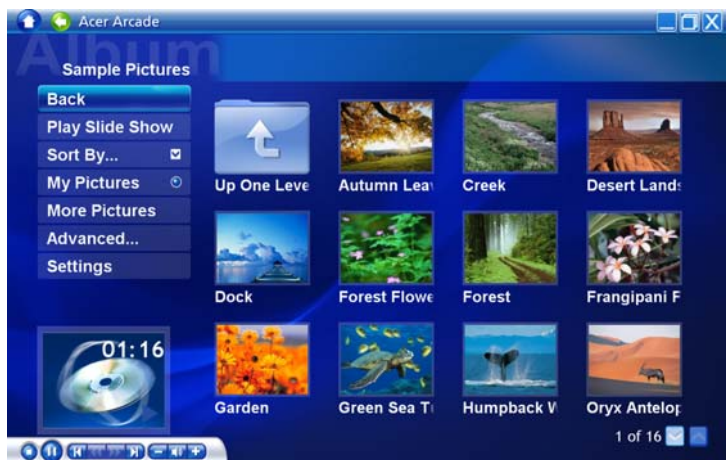 Acer Arcade
Album
Sample Pictures
Back
Play Slide Show
Sort By...
My Pictures
More Pictures
Advanced...
Settings
Up One Leve
Autumn Lea
Creek
Desert Lands
Dock
Forest Flowe
Forest
Frangipani F
Garden
Green Sea T
Humpback W
Oryx Antelop
01:16
1 of 16